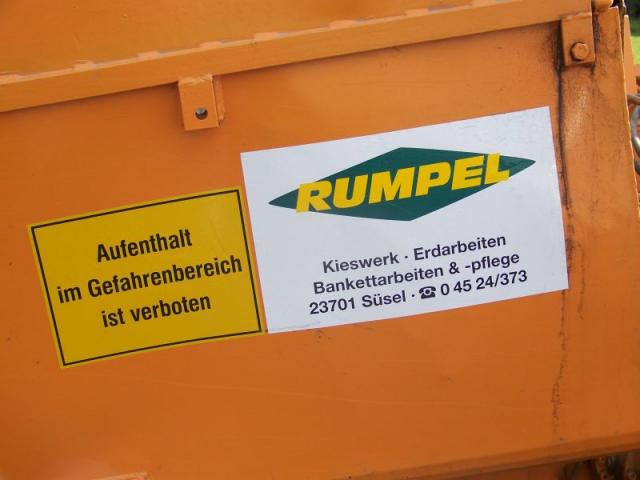 Aufenthalt
im Gefahrenbereich
ist verboten
RUMPEL
Kieswerk · Erdarbeiten
Bankettarbeiten & -pflege
23701 Süsel · ☎ 0 45 24/373